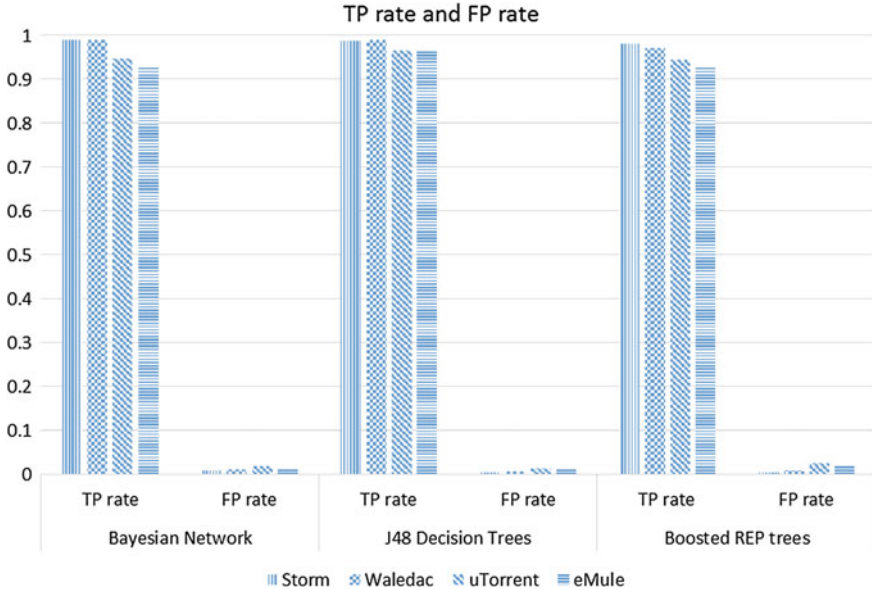 TP rate and FP rate
1
0.9
0.8
0.7
0.6
0.5
0.4
0.3
0.2
0.1
0
TP rate FP rate TP rate FP rate TP rate FP rate
Bayesian Network J48 Decision Trees Boosted REP trees
Storm Waledac uTorrent eMule